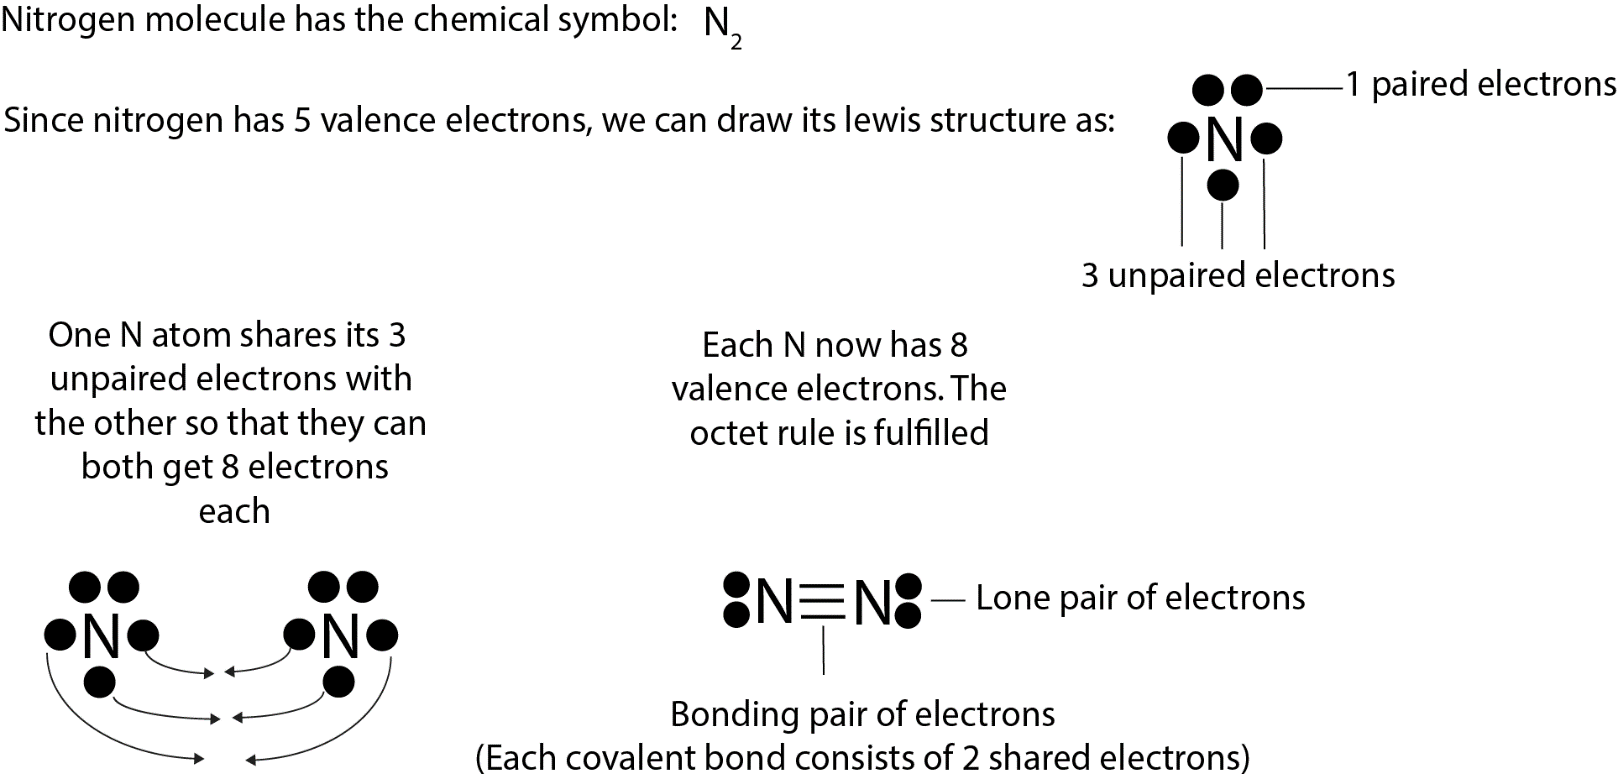 Nitrogen molecule has the chemical symbol: N2
1 paired electrons
Since nitrogen has 5 valence electrons, we can draw its lewis structure as:
N
3 unpaired electrons
One N atom shares its 3
unpaired electrons with
the other so that they can
both get 8 electrons
each
Each N now has 8
valence electrons. The
octet rule is fulfilled
N N
N≡N
Lone pair of electrons
Bonding pair of electrons
(Each covalent bond consists of 2 shared electrons)